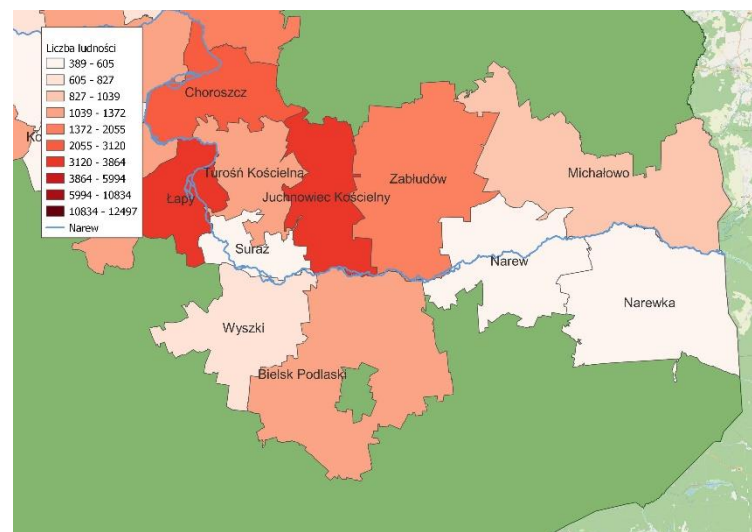 Liczba ludności
389 - 605
605 - 827
827 - 1039
1039 - 1372
1372 - 2055
2055 - 3120
3120 - 3864
3864 - 5994
5994 - 10834
10834 - 12497
Narew
Choroszcz
Turośń Kościelna
Zabłudów
Michałowo
Łapy
Juchnowiec Kościelny
Suraż
Narew
Narewka
Wyszki
Bielsk Podlaski